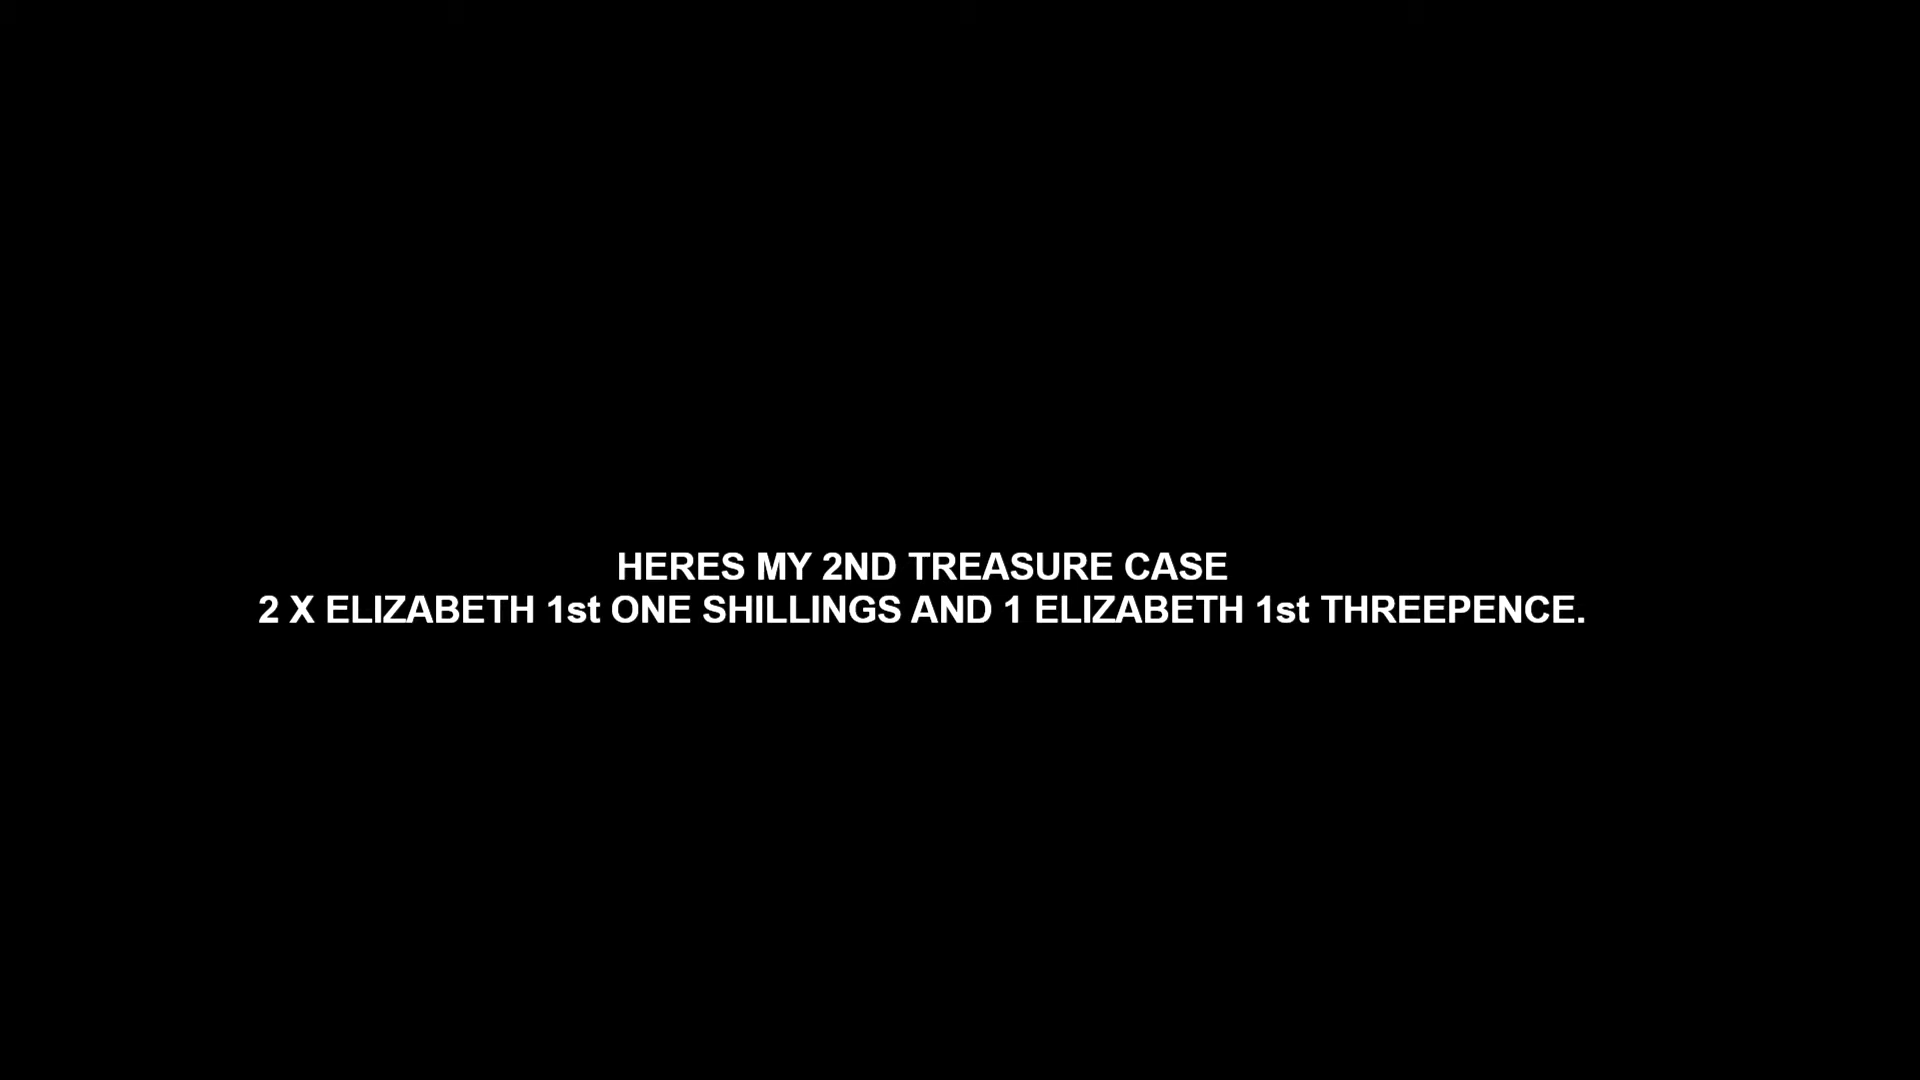 HERES MY 2ND TREASURE CASE
2 X ELIZABETH 1st ONE SHILLINGS AND 1 ELIZABETH 1st THREEPENCE.